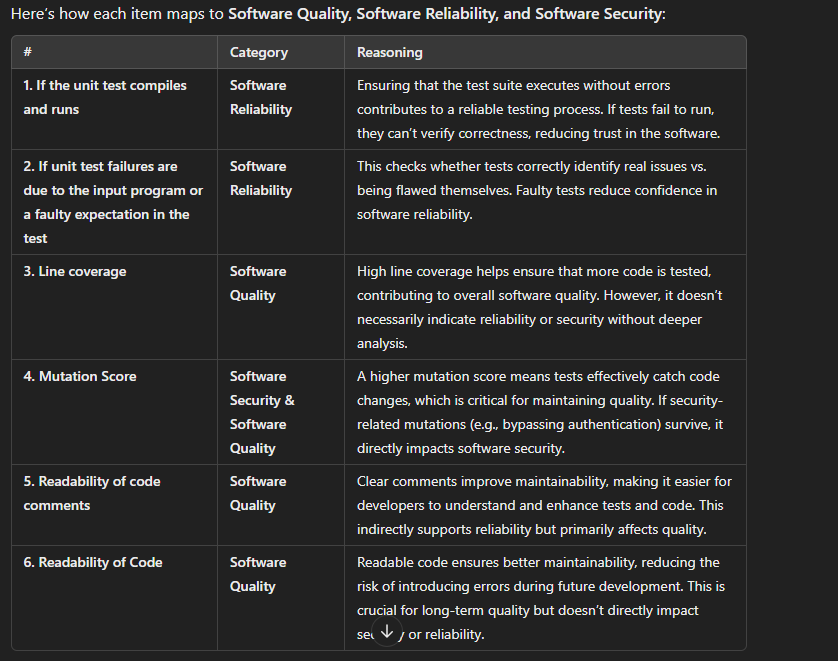 Here's how each item maps to Software Quality, Software Reliability, and Software Security:
# Category Reasoning
1. If the unit test compiles and runs
Software Reliability
Ensuring that the test suite executes without errors
contributes to a reliable testing process. If tests fail to run,
they can't verify correctness, reducing trust in the software.
2. If unit test failures are
due to the input program or
a faulty expectation in the
test
Software
Reliability
This checks whether tests correctly identify real issues vs.
being flawed themselves. Faulty tests reduce confidence in
software reliability.
3. Line coverage
Software
Quality
High line coverage helps ensure that more code is tested,
contributing to overall software quality. However, it doesn't
necessarily indicate reliability or security without deeper
analysis.
4. Mutation Score
Software
Security &
Software
Quality
A higher mutation score means tests effectively catch code
changes, which is critical for maintaining quality. If security-
related mutations (e.g., bypassing authentication) survive, it
directly impacts software security.
5. Readability of code
comments
Software
Quality
Clear comments improve maintainability, making it easier for
developers to understand and enhance tests and code. This
indirectly supports reliability but primarily affects quality.
6. Readability of Code
Software
Quality
Readable code ensures better maintainability, reducing the
risk of introducing errors during future development. This is
crucial for long-term quality but doesn't directly impact
or reliability.